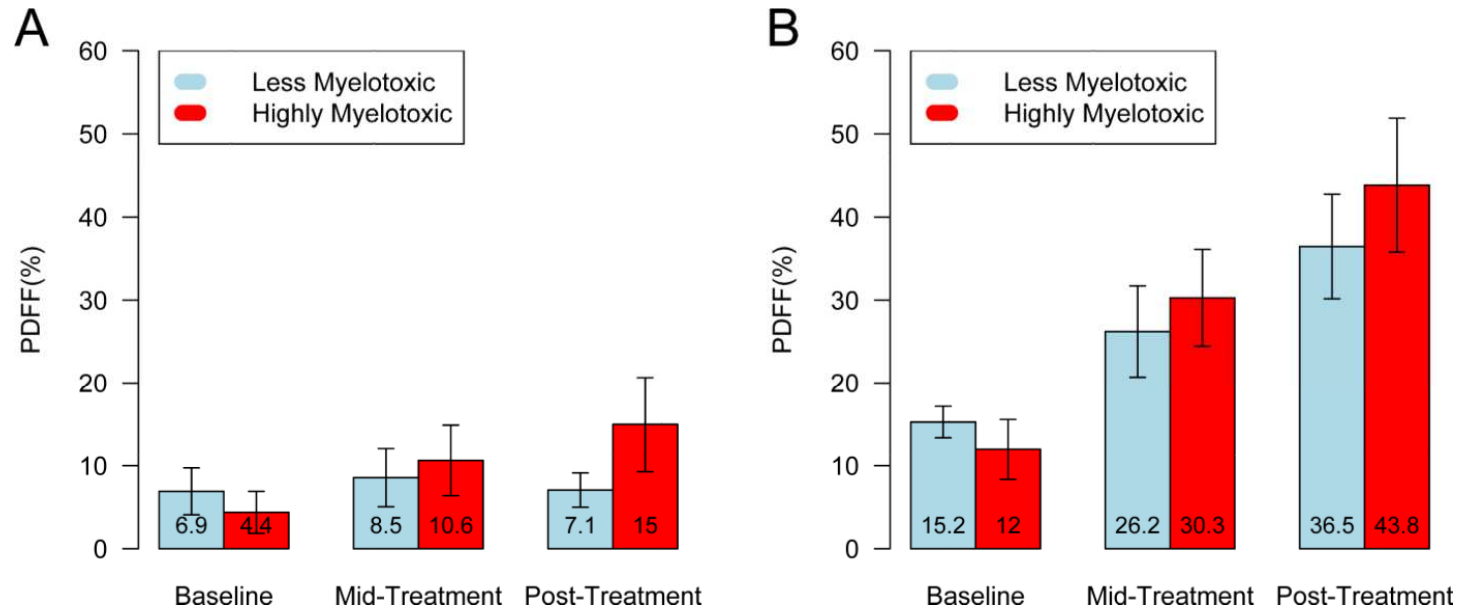 A
PDFF(%)
60
50
40
30
20
10
0
Less Myelotoxic
Highly Myelotoxic
6.9 4.4 8.5 10.6 7.1 15
Baseline Mid-Treatment Post-Treatment
B
PDFF(%)
60
50
40
30
20
10
0
Less Myelotoxic
Highly Myelotoxic
15.2 12 26.2 30.3 36.5 43.8
Baseline Mid-Treatment Post-Treatment